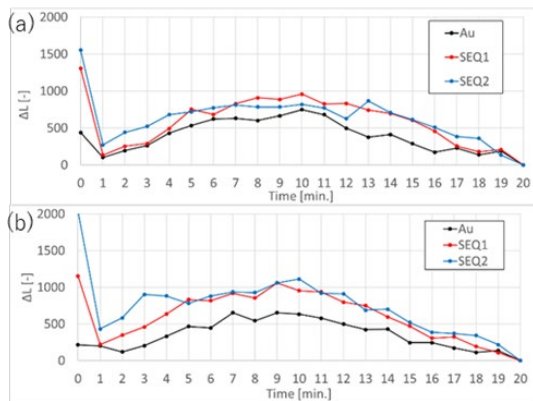 (a)
2000
1500
1000
500
0
ΔL [-]
Au
SEQ1
SEQ2
0 1 2 3 4 5 6 7 8 9 10 11 12 13 14 15 16 17 18 19 20
Time [min.]
(b)
2000
1500
1000
500
0
ΔL [-]
Au
SEQ1
SEQ2
0 1 2 3 4 5 6 7 8 9 10 11 12 13 14 15 16 17 18 19 20
Time [min.]